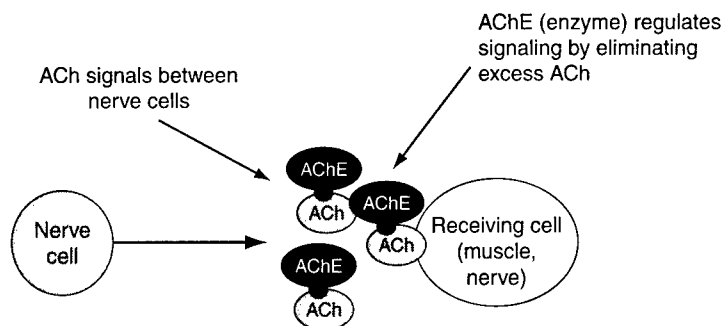 AChE (enzyme) regulates
signaling by eliminating
excess ACh
ACh signals between
nerve cells
AChE
ACh
AChE
ACh
Nerve
cell
AChE
ACh
Receiving cell
(muscle,
nerve)